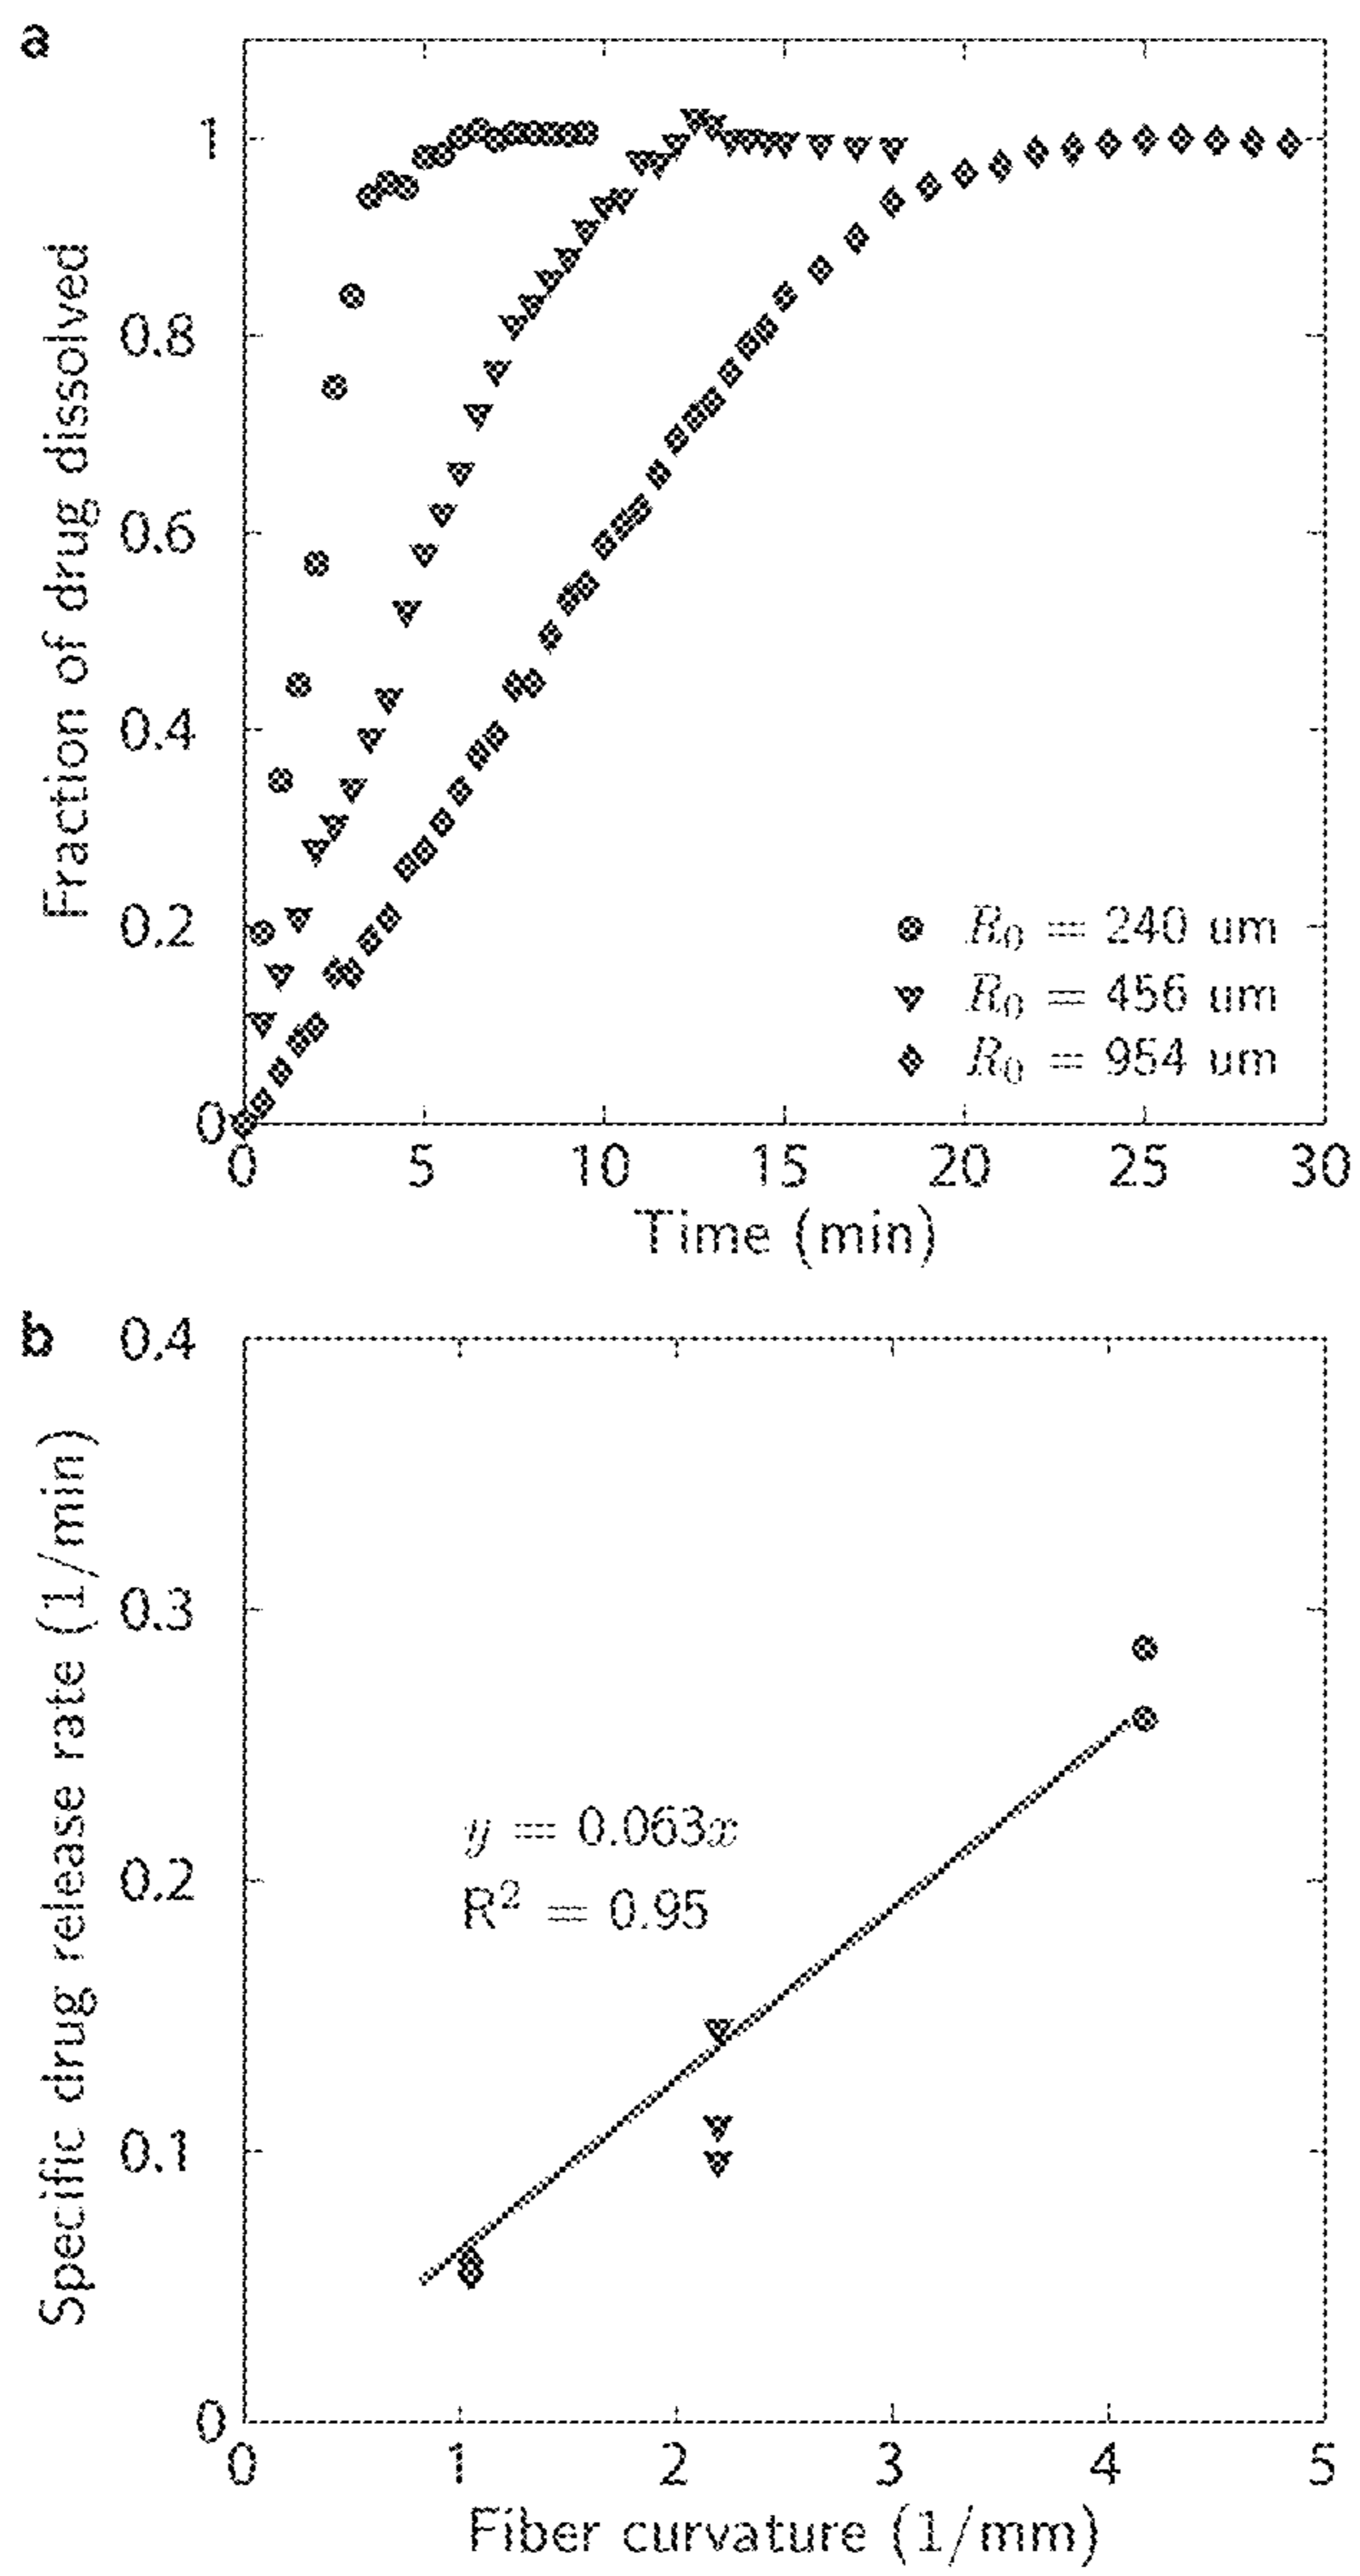 a
1
0.8
0.6
0.4
0.2
0
Fraction of drug dissolved
R₀ = 240 um
R₀ = 456 um
R₀ = 954 um
0 5 10 15 20 25 30
Time (min)
b
0.4
0.3
0.2
0.1
0
Specific drug release rate (1/min)
y = 0.063x
R² = 0.95
0 1 2 3 4 5
Fiber curvature (1/mm)